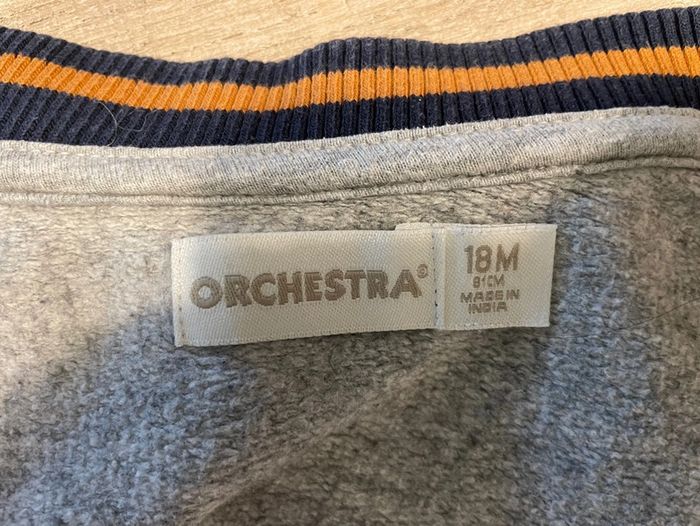 ORCHESTRA®
18M
81CM
MADE IN
INDIA